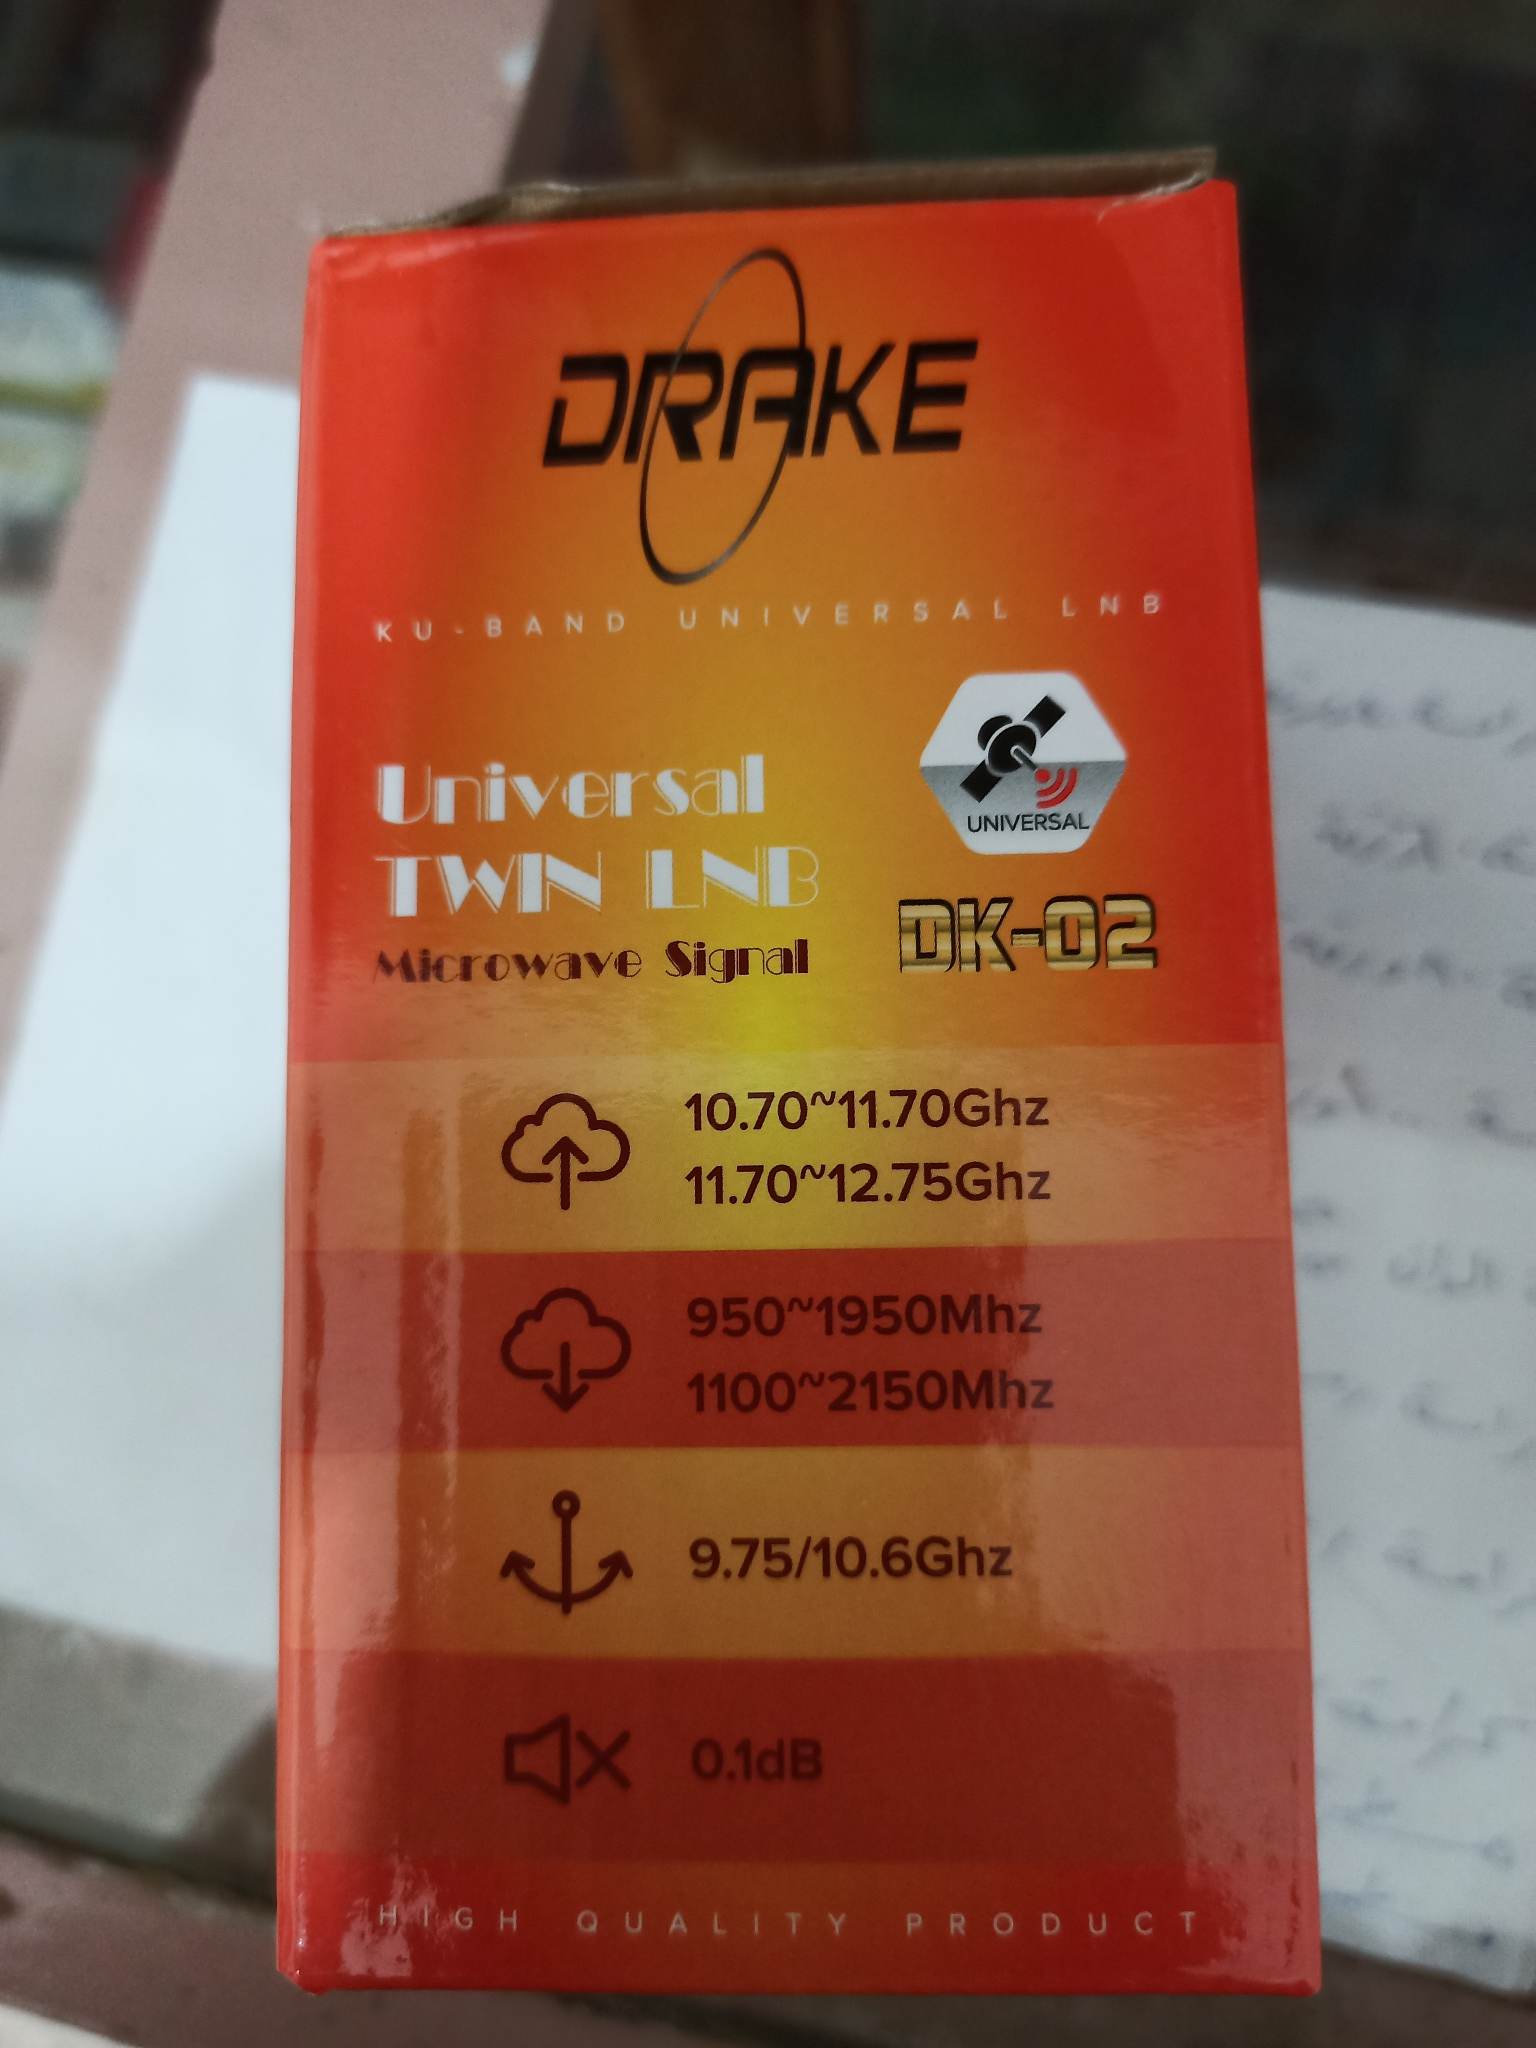 DRAKE
KU-BAND UNIVERSAL LNB
UNIVERSAL
Universal
TWIN LNB
DK-02
Microwave Signal
10.70~11.70Ghz
11.70~12.75Ghz
950~1950Mhz
1100~2150Mhz
9.75/10.6Ghz
0.1dB
HIGH QUALITY PRODUCT